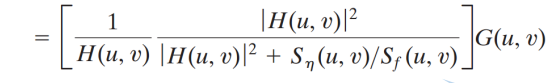 = [ 1/H(u, v) |H(u, v)|²/(|H(u, v)|² + S_η(u, v)/S_f(u, v)) ] G(u, v)